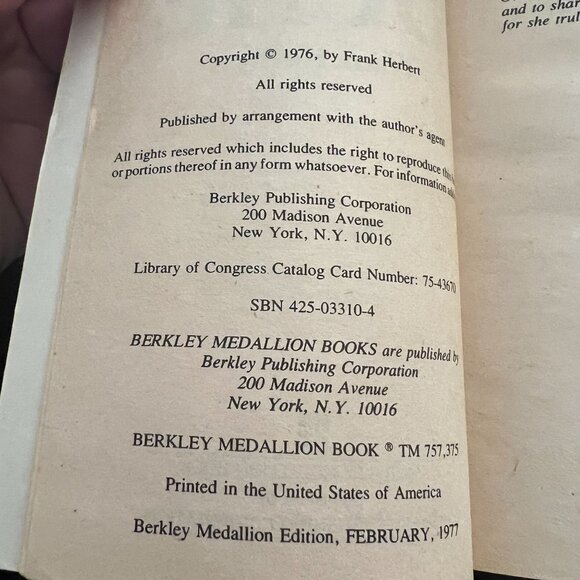 Copyright © 1976, by Frank Herbert
All rights reserved
Published by arrangement with the author's agent
All rights reserved which includes the right to reproduce this
or portions thereof in any form whatsoever. For information
Berkley Publishing Corporation
200 Madison Avenue
New York, N.Y. 10016
Library of Congress Catalog Card Number: 75-43670
SBN 425-03310-4
BERKLEY MEDALLION BOOKS are published by
Berkley Publishing Corporation
200 Madison Avenue
New York, N.Y. 10016
BERKLEY MEDALLION BOOK ® TM 757,375
Printed in the United States of America
Berkley Medallion Edition, FEBRUARY, 1977
and to shar
for she trul